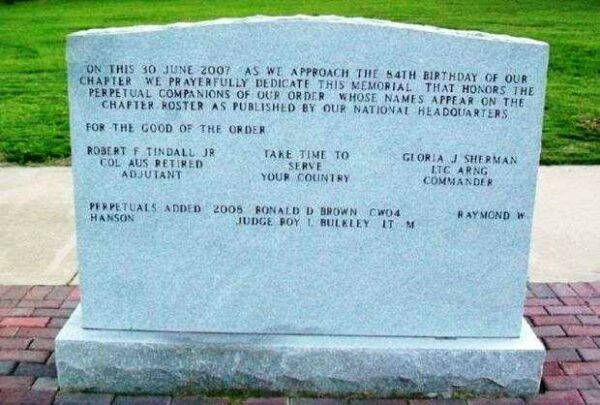 ON THIS 30 JUNE 2007 AS WE APPROACH THE 84TH BIRTHDAY OF OUR
CHAPTER WE PRAYERFULLY DEDICATE THIS MEMORIAL THAT HONORS THE
PERPETUAL COMPANIONS OF OUR ORDER WHOSE NAMES APPEAR ON THE
CHAPTER ROSTER AS PUBLISHED BY OUR NATIONAL HEADQUARTERS
FOR THE GOOD OF THE ORDER
ROBERT F TINDALL JR
COL AUS RETIRED
ADJUTANT
TAKE TIME TO
SERVE
YOUR COUNTRY
GLORIA J SHERMAN
LTC ARNG
COMMANDER
PERPETUALS ADDED 2008 RONALD D BROWN CWO4 RAYMOND W
HANSON JUDGE ROY L BULKLEY LT M